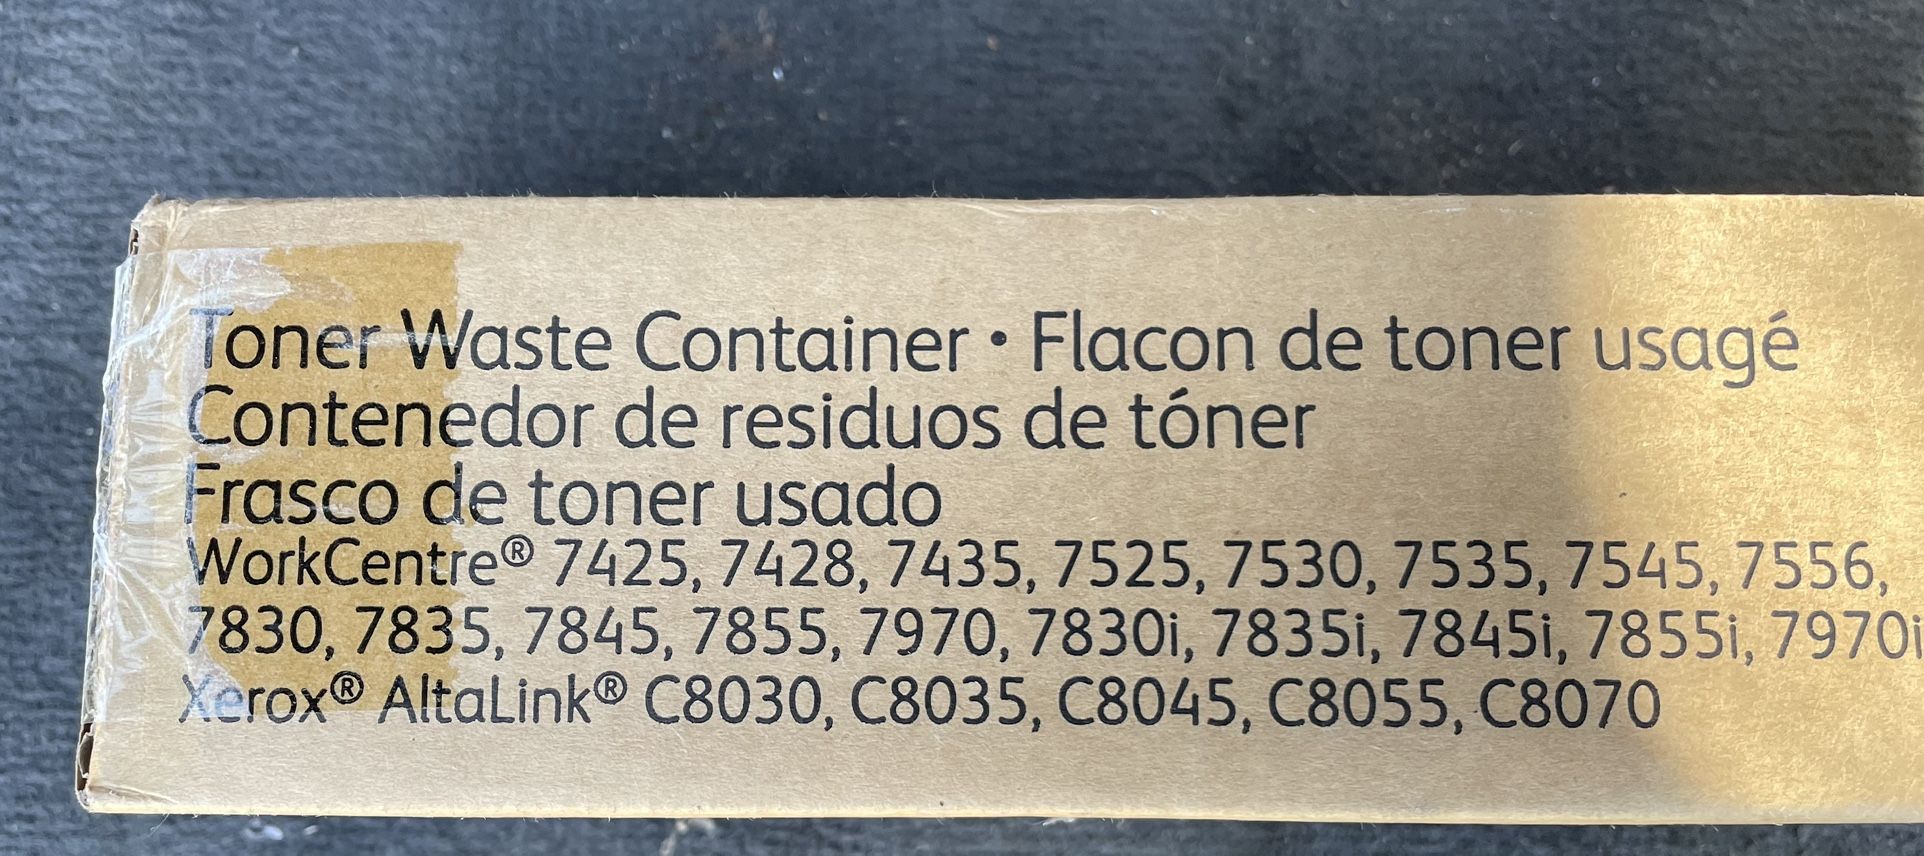 Toner Waste Container • Flacon de toner usagé
Contenedor de residuos de tóner
Frasco de toner usado
WorkCentre® 7425, 7428, 7435, 7525, 7530, 7535, 7545, 7556,
7830, 7835, 7845, 7855, 7970, 7830i, 7835i, 7845i, 7855i, 7970i
Xerox® AltaLink® C8030, C8035, C8045, C8055, C8070